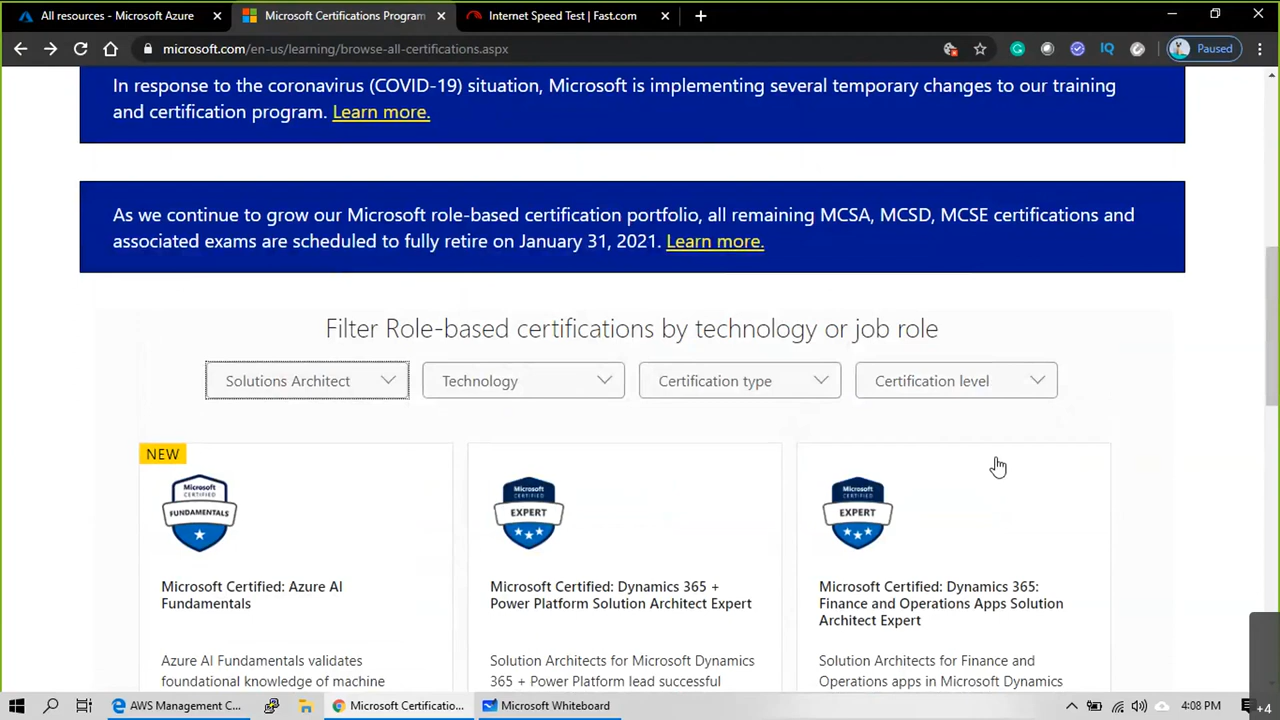 All resources - Microsoft Azure
Microsoft Certifications Program
Internet Speed Test | Fast.com
microsoft.com/en-us/learning/browse-all-certifications.aspx
IQ
Paused
In response to the coronavirus (COVID-19) situation, Microsoft is implementing several temporary changes to our training
and certification program. Learn more.
As we continue to grow our Microsoft role-based certification portfolio, all remaining MCSA, MCSD, MCSE certifications and
associated exams are scheduled to fully retire on January 31, 2021. Learn more.
Filter Role-based certifications by technology or job role
Solutions Architect
Technology
Certification type
Certification level
NEW
Microsoft
CERTIFIED
FUNDAMENTALS
Microsoft
CERTIFIED
EXPERT
Microsoft
CERTIFIED
EXPERT
Microsoft Certified: Azure AI
Fundamentals
Microsoft Certified: Dynamics 365 +
Power Platform Solution Architect Expert
Microsoft Certified: Dynamics 365:
Finance and Operations Apps Solution
Architect Expert
Azure AI Fundamentals validates
foundational knowledge of machine
Solution Architects for Microsoft Dynamics
365 + Power Platform lead successful
Solution Architects for Finance and
Operations apps in Microsoft Dynamics
AWS Management C...
Microsoft Certificatio...
Microsoft Whiteboard
4:08 PM
+4